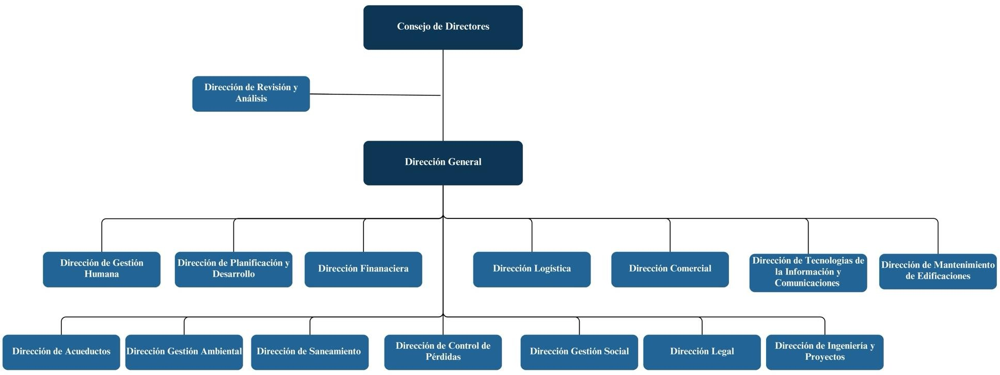 Consejo de Directores
Dirección de Revisión y
Análisis
Dirección General
Dirección de Gestión
Humana
Dirección de Planificación y
Desarrollo
Dirección Finanaciera
Dirección Logística
Dirección Comercial
Dirección de Tecnologias de
la Información y
Comunicaciones
Dirección de Mantenimiento
de Edificaciones
Dirección de Acueductos
Dirección Gestión Ambiental
Dirección de Saneamiento
Dirección de Control de
Pérdidas
Dirección Gestión Social
Dirección Legal
Dirección de Ingeniería y
Proyectos